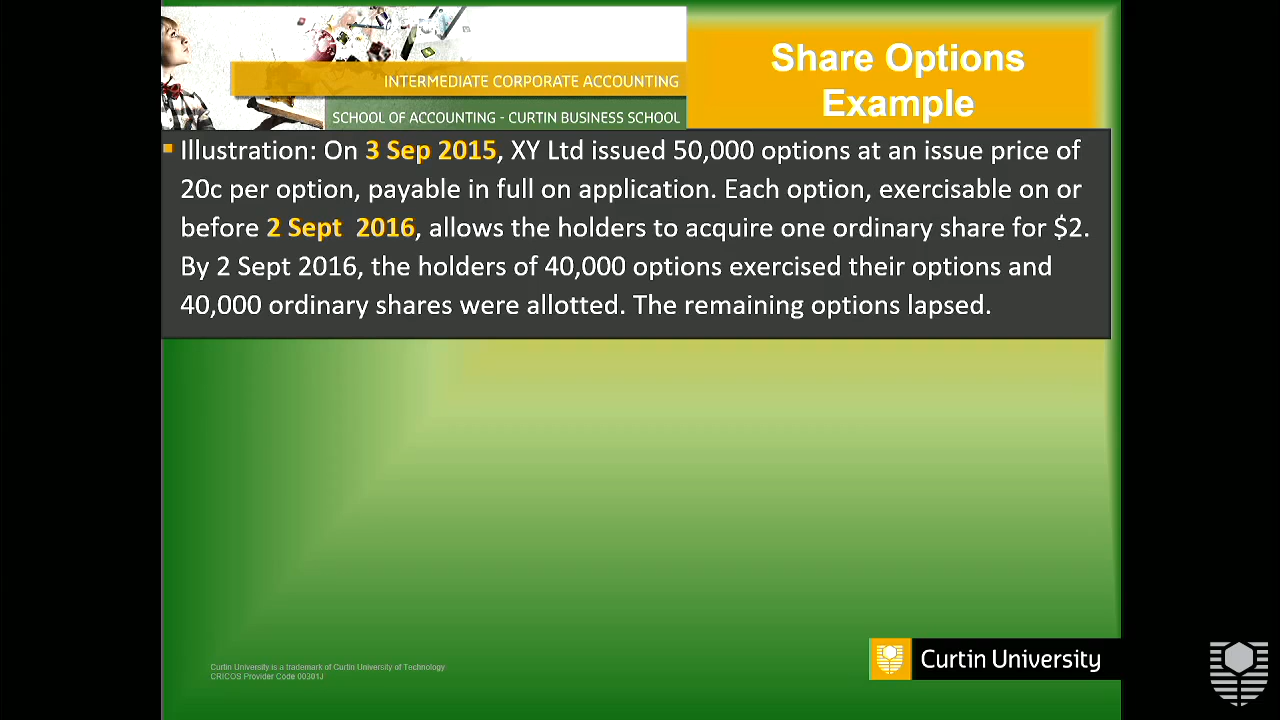 Share Options
Example
INTERMEDIATE CORPORATE ACCOUNTING
SCHOOL OF ACCOUNTING - CURTIN BUSINESS SCHOOL
Illustration: On 3 Sep 2015, XY Ltd issued 50,000 options at an issue price of
20c per option, payable in full on application. Each option, exercisable on or
before 2 Sept 2016, allows the holders to acquire one ordinary share for $2.
By 2 Sept 2016, the holders of 40,000 options exercised their options and
40,000 ordinary shares were allotted. The remaining options lapsed.
Curtin University is a trademark of Curtin University of Technology
CRICOS Provider Code 00301J
Curtin University